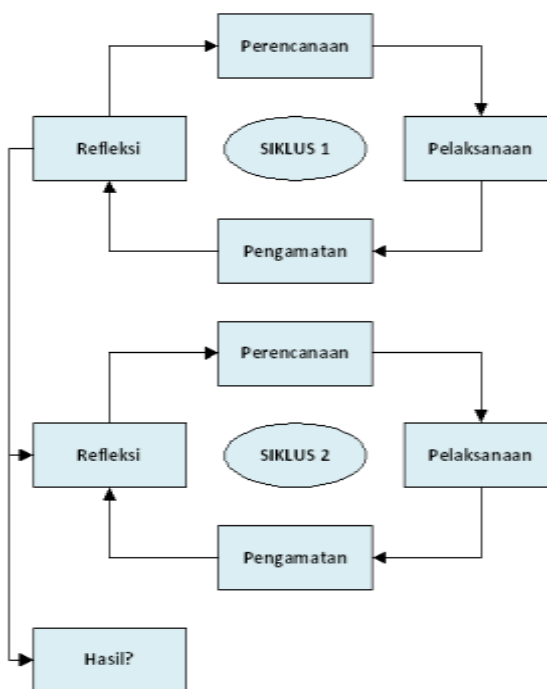 Perencanaan
Refleksi
SIKLUS 1
Pelaksanaan
Pengamatan
Perencanaan
Refleksi
SIKLUS 2
Pelaksanaan
Pengamatan
Hasil?